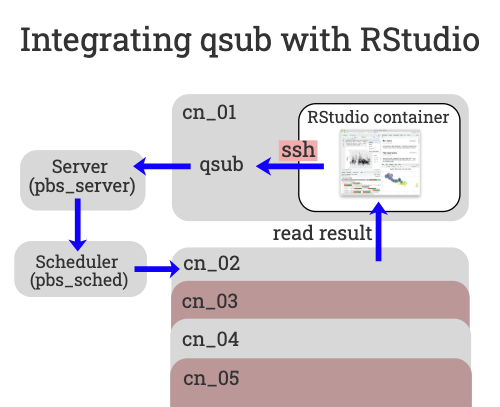 Integrating qsub with RStudio
cn_01
RStudio container
ssh
qsub
Server
(pbs_server)
read result
Scheduler
(pbs_sched)
cn_02
cn_03
cn_04
cn_05